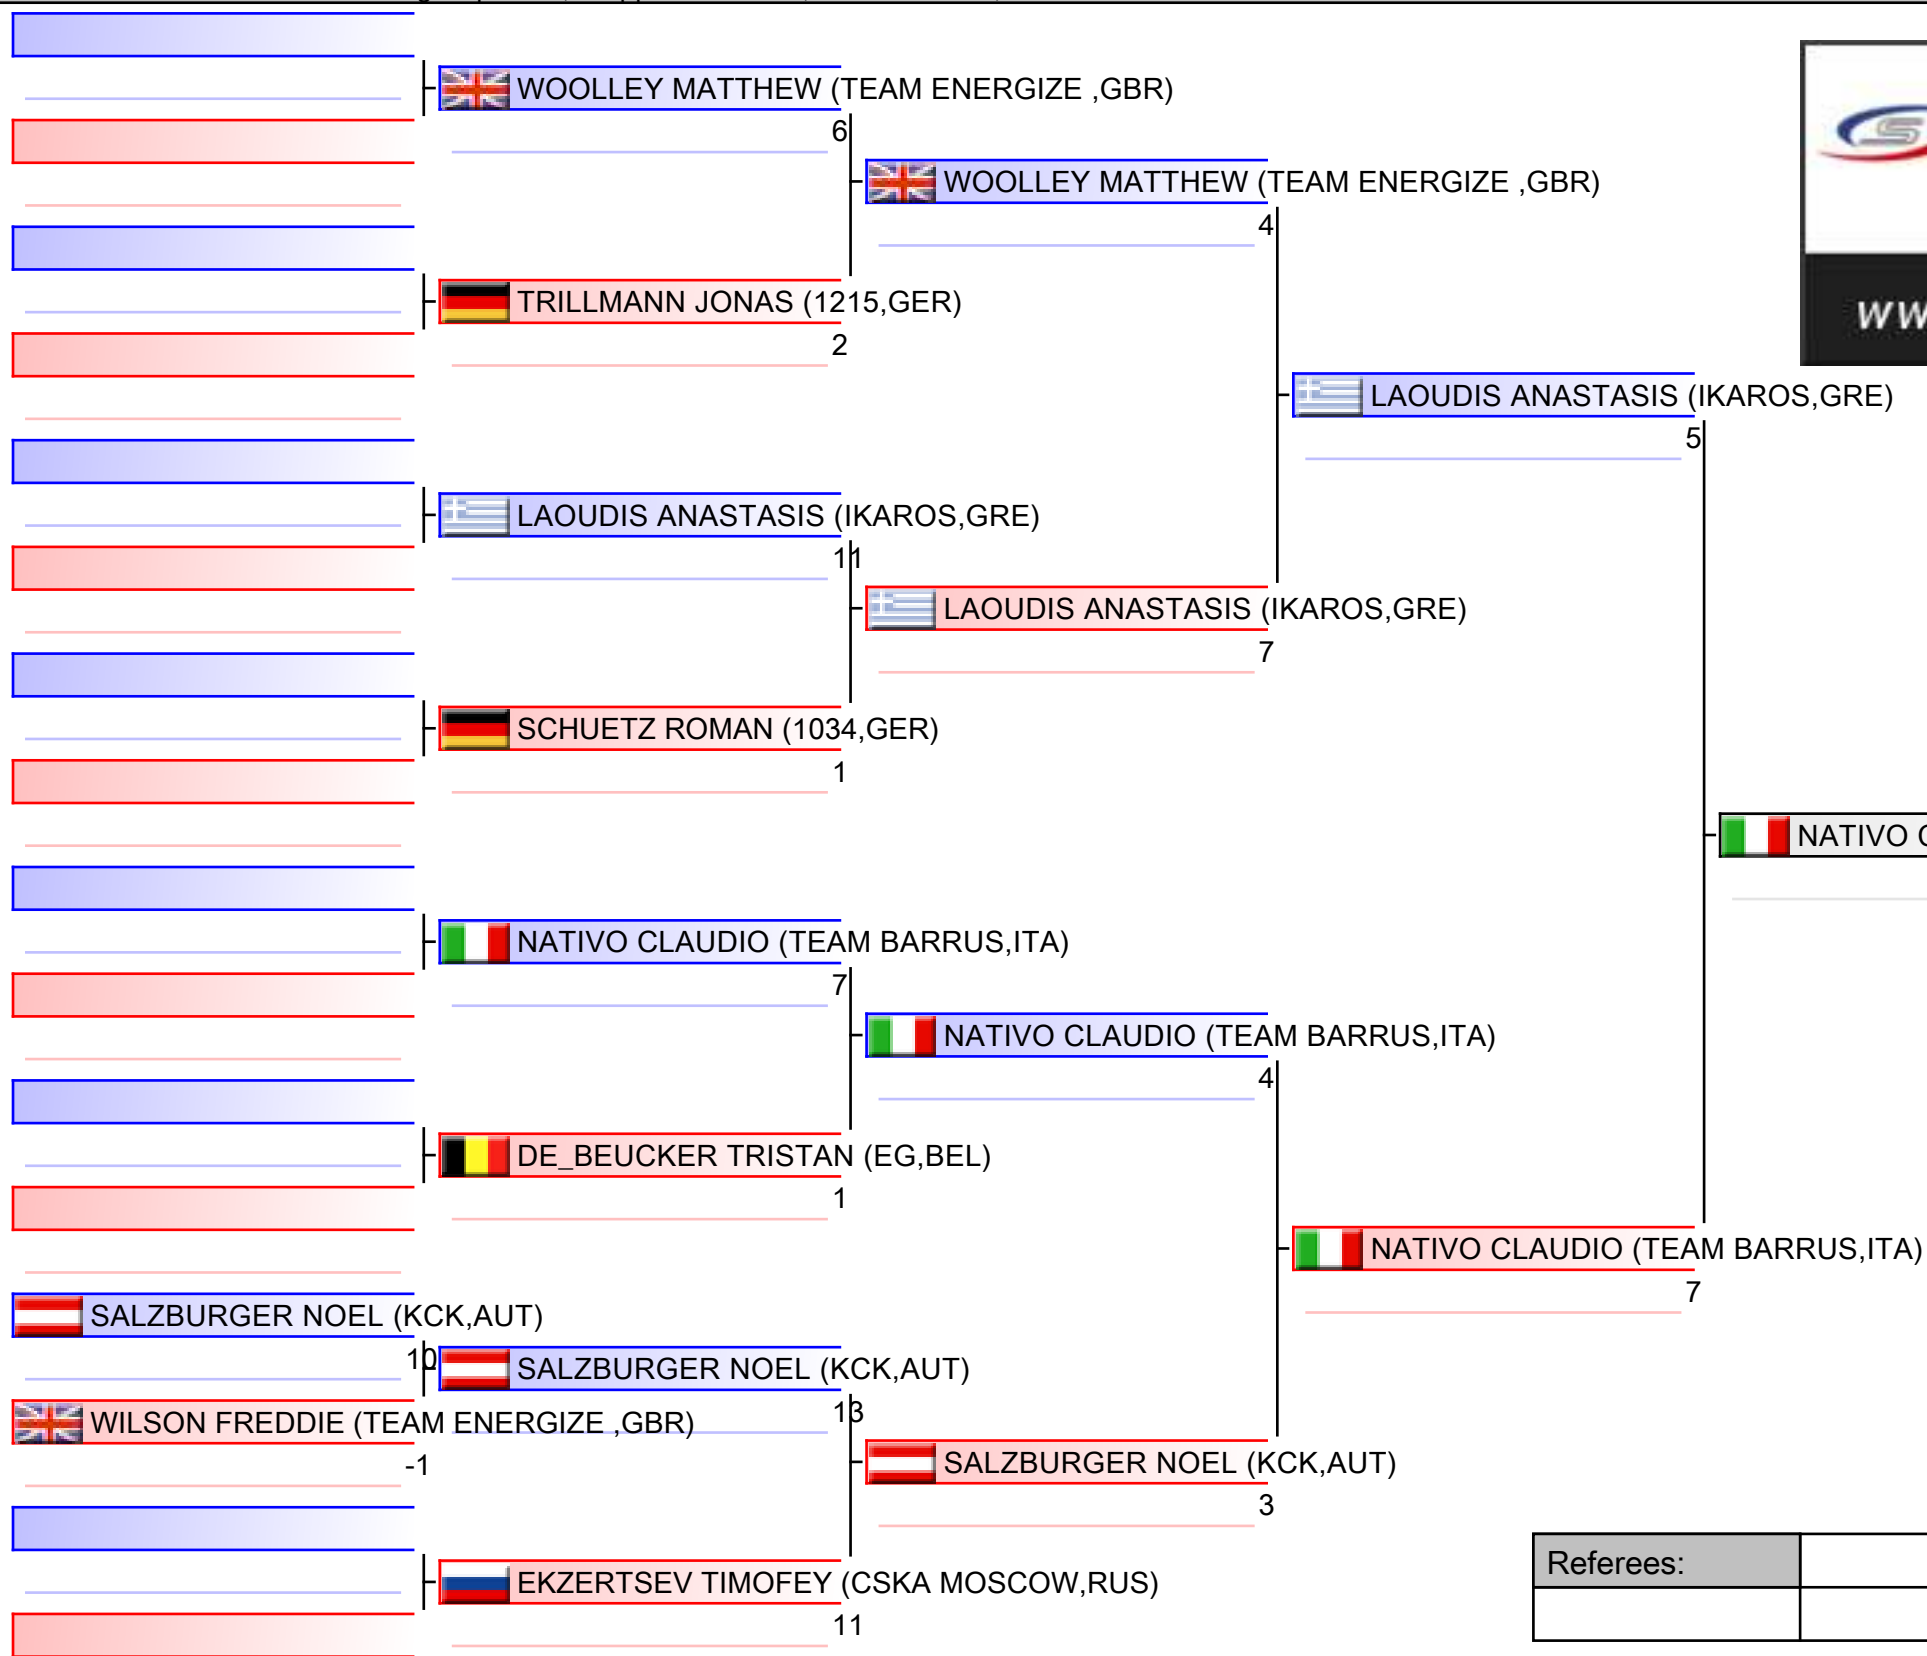 WOOLLEY MATTHEW (TEAM ENERGIZE ,GBR)
6
WOOLLEY MATTHEW (TEAM ENERGIZE ,GBR)
4
TRILLMANN JONAS (1215,GER)
2
LAOUDIS ANASTASIS (IKAROS,GRE)
5
LAOUDIS ANASTASIS (IKAROS,GRE)
11
LAOUDIS ANASTASIS (IKAROS,GRE)
7
SCHUETZ ROMAN (1034,GER)
1
NATIVO
NATIVO CLAUDIO (TEAM BARRUS,ITA)
7
NATIVO CLAUDIO (TEAM BARRUS,ITA)
4
DE_BEUCKER TRISTAN (EG,BEL)
1
NATIVO CLAUDIO (TEAM BARRUS,ITA)
7
SALZBURGER NOEL (KCK,AUT)
10
SALZBURGER NOEL (KCK,AUT)
13
WILSON FREDDIE (TEAM ENERGIZE ,GBR)
-1
SALZBURGER NOEL (KCK,AUT)
3
EKZERTSEV TIMOFEY (CSKA MOSCOW,RUS)
11
Referees: